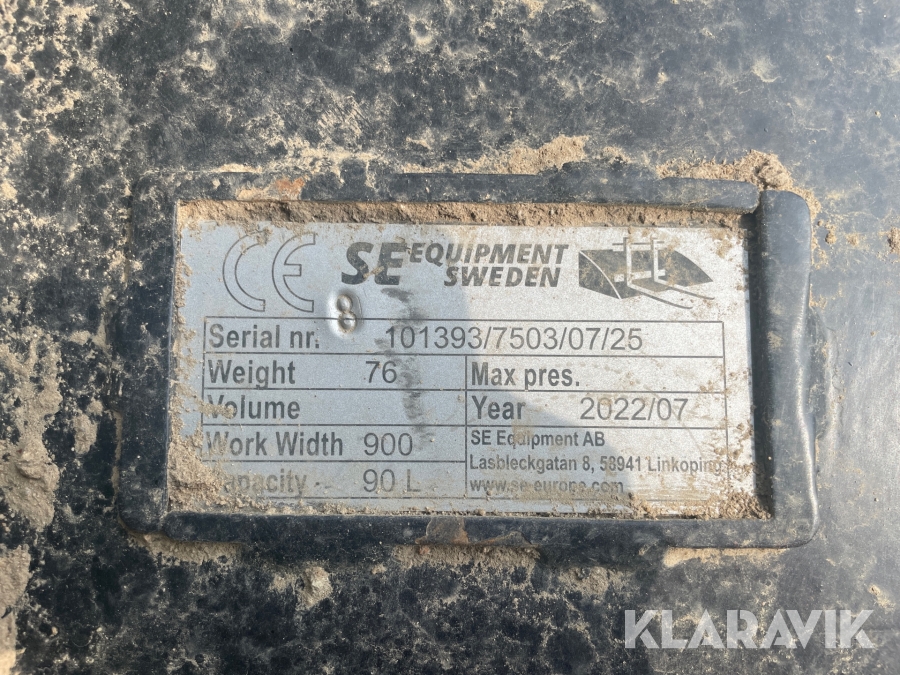 CE SE EQUIPMENT
SWEDEN
8
Serial nr. 101393/7503/07/25
Weight 76 Max pres.
Volume Year 2022/07
Work Width 900 SE Equipment AB
Lasbleckgatan 8, 58941 Linkoping
Capacity 90 L www.se-europe.com
KLARAVIK